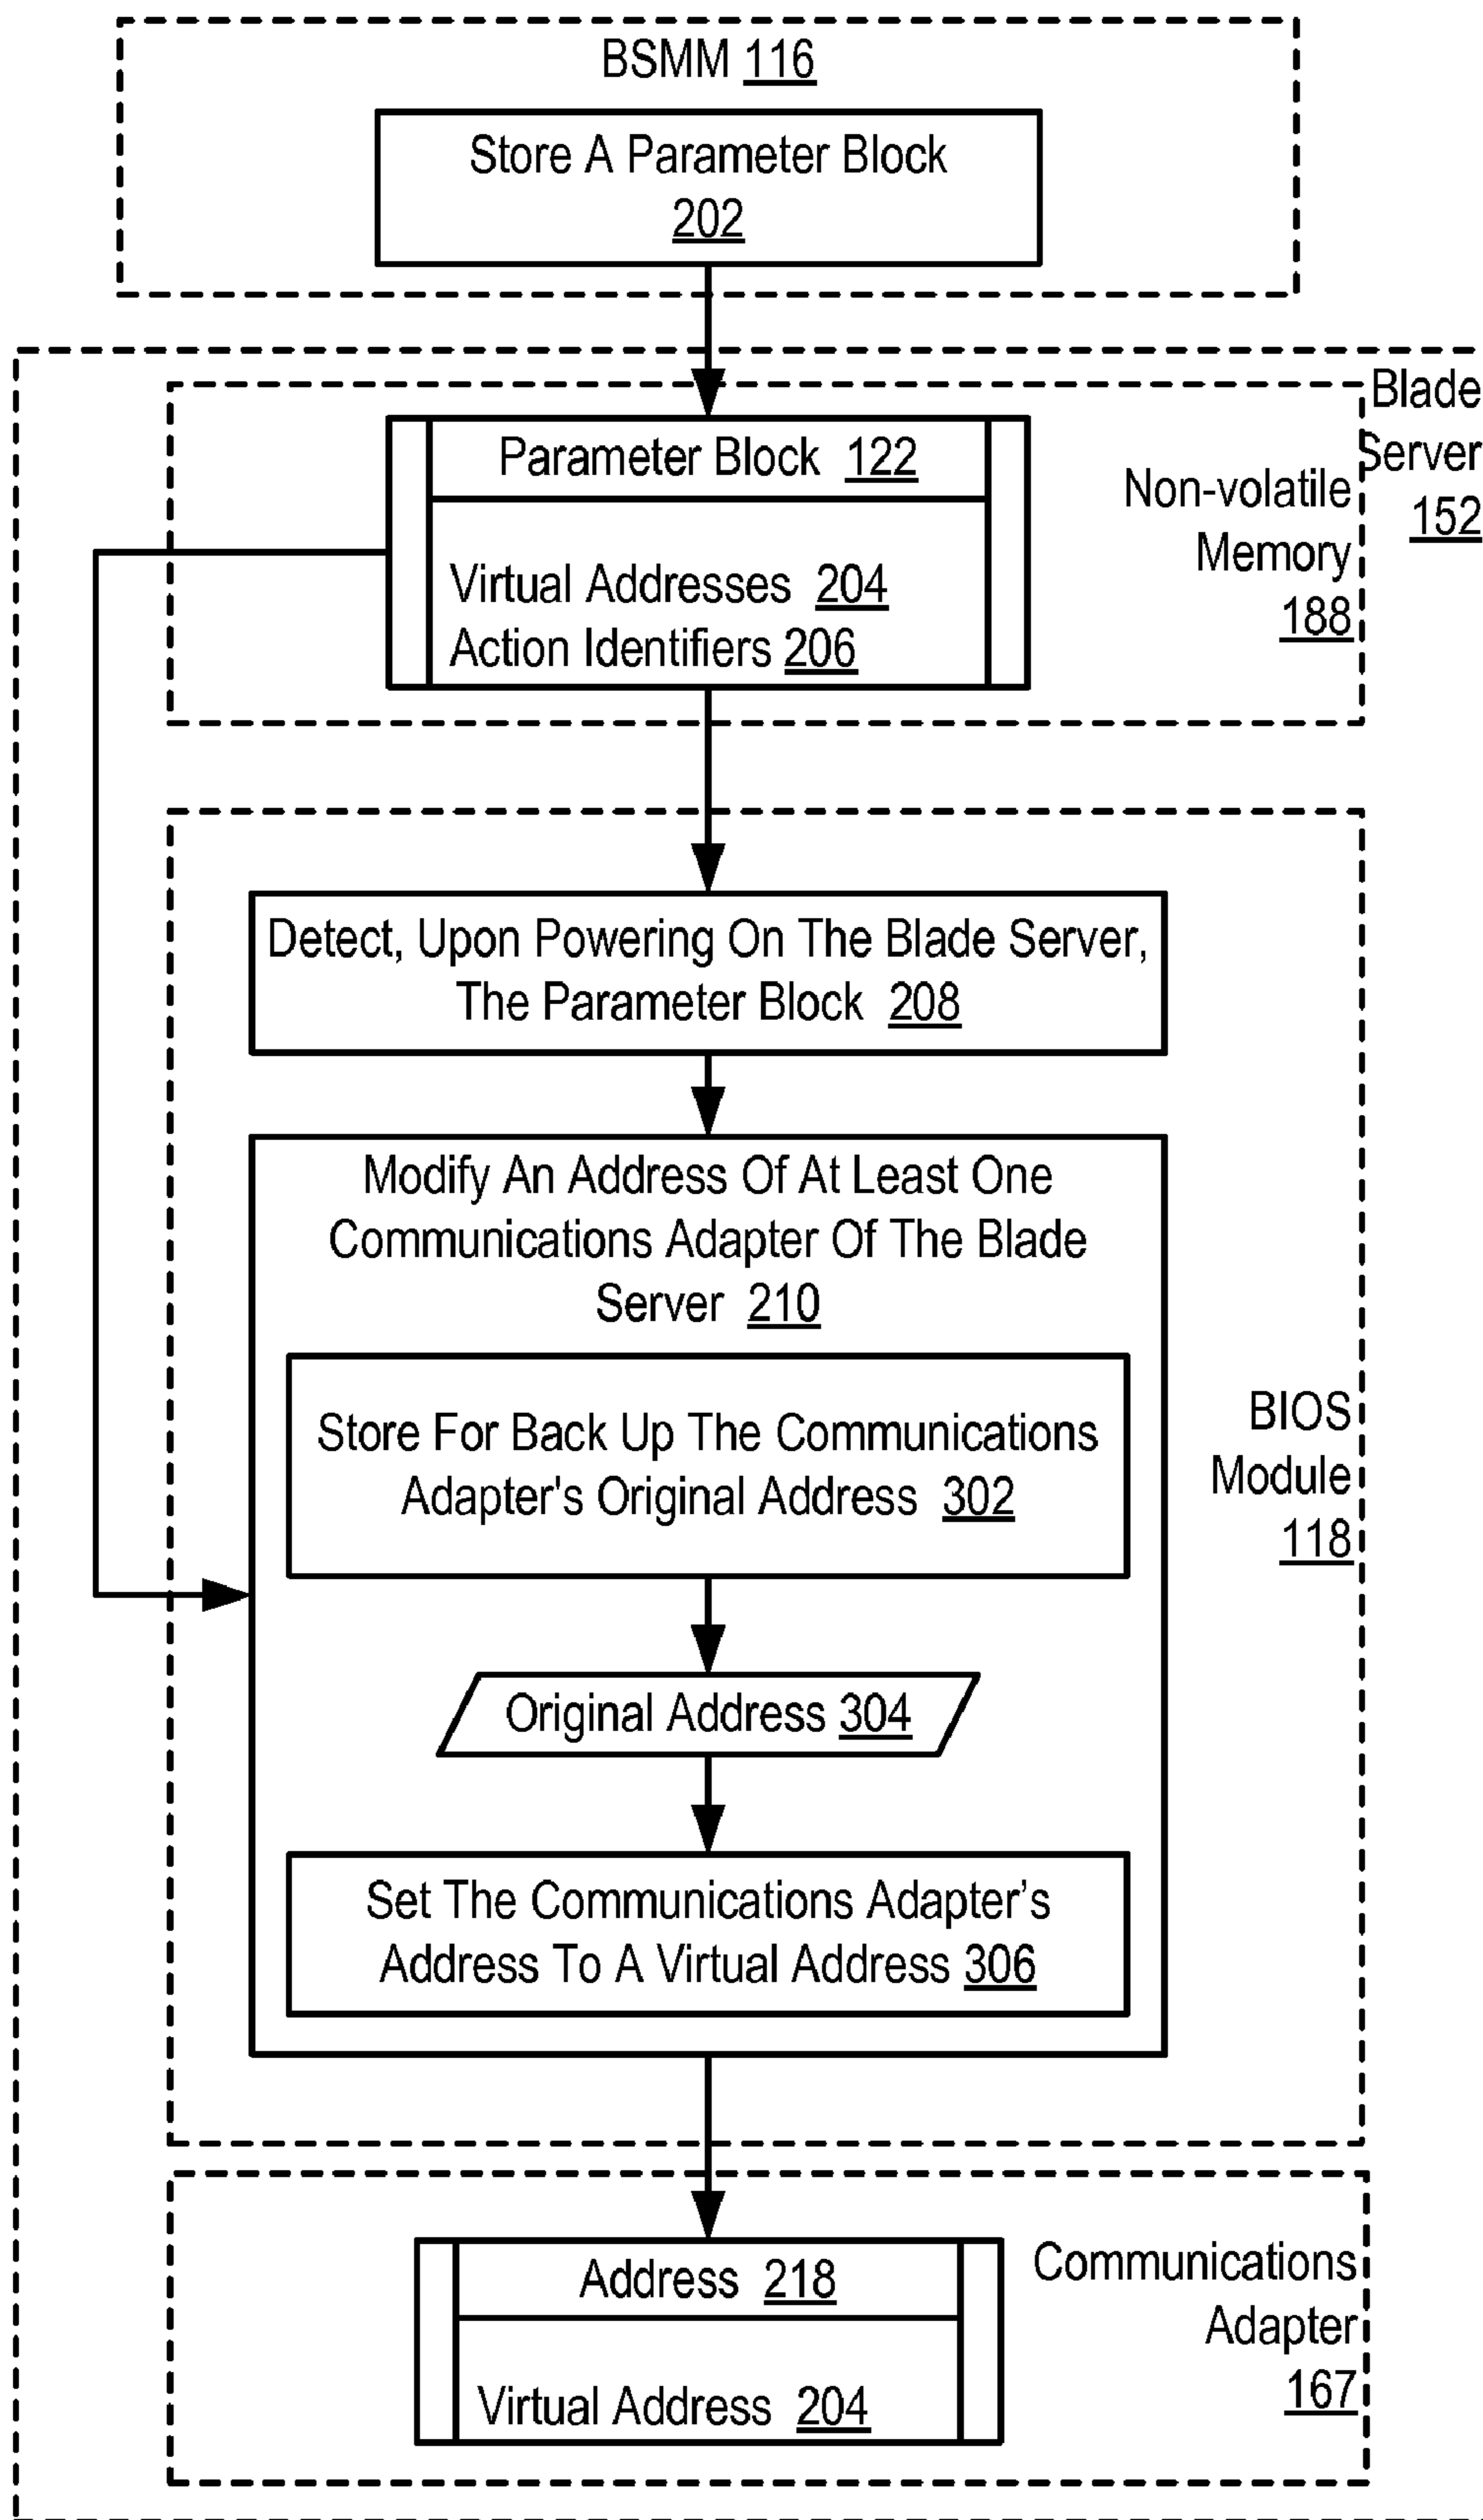 BSMM 116
Store A Parameter Block
202
Blade
Server
152
Parameter Block 122
Virtual Addresses 204
Action Identifiers 206
Non-volatile
Memory
188
Detect, Upon Powering On The Blade Server,
The Parameter Block 208
Modify An Address Of At Least One
Communications Adapter Of The Blade
Server 210
Store For Back Up The Communications
Adapter's Original Address 302
Original Address 304
Set The Communications Adapter’s
Address To A Virtual Address 306
BIOS
Module
118
Address 218
Virtual Address 204
Communications
Adapter
167